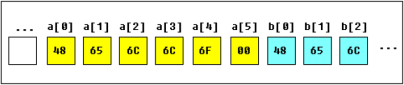 ... a[0] a[1] a[2] a[3] a[4] a[5] b[0] b[1] b[2]
48 65 6C 6C 6F 00 48 65 6C ...